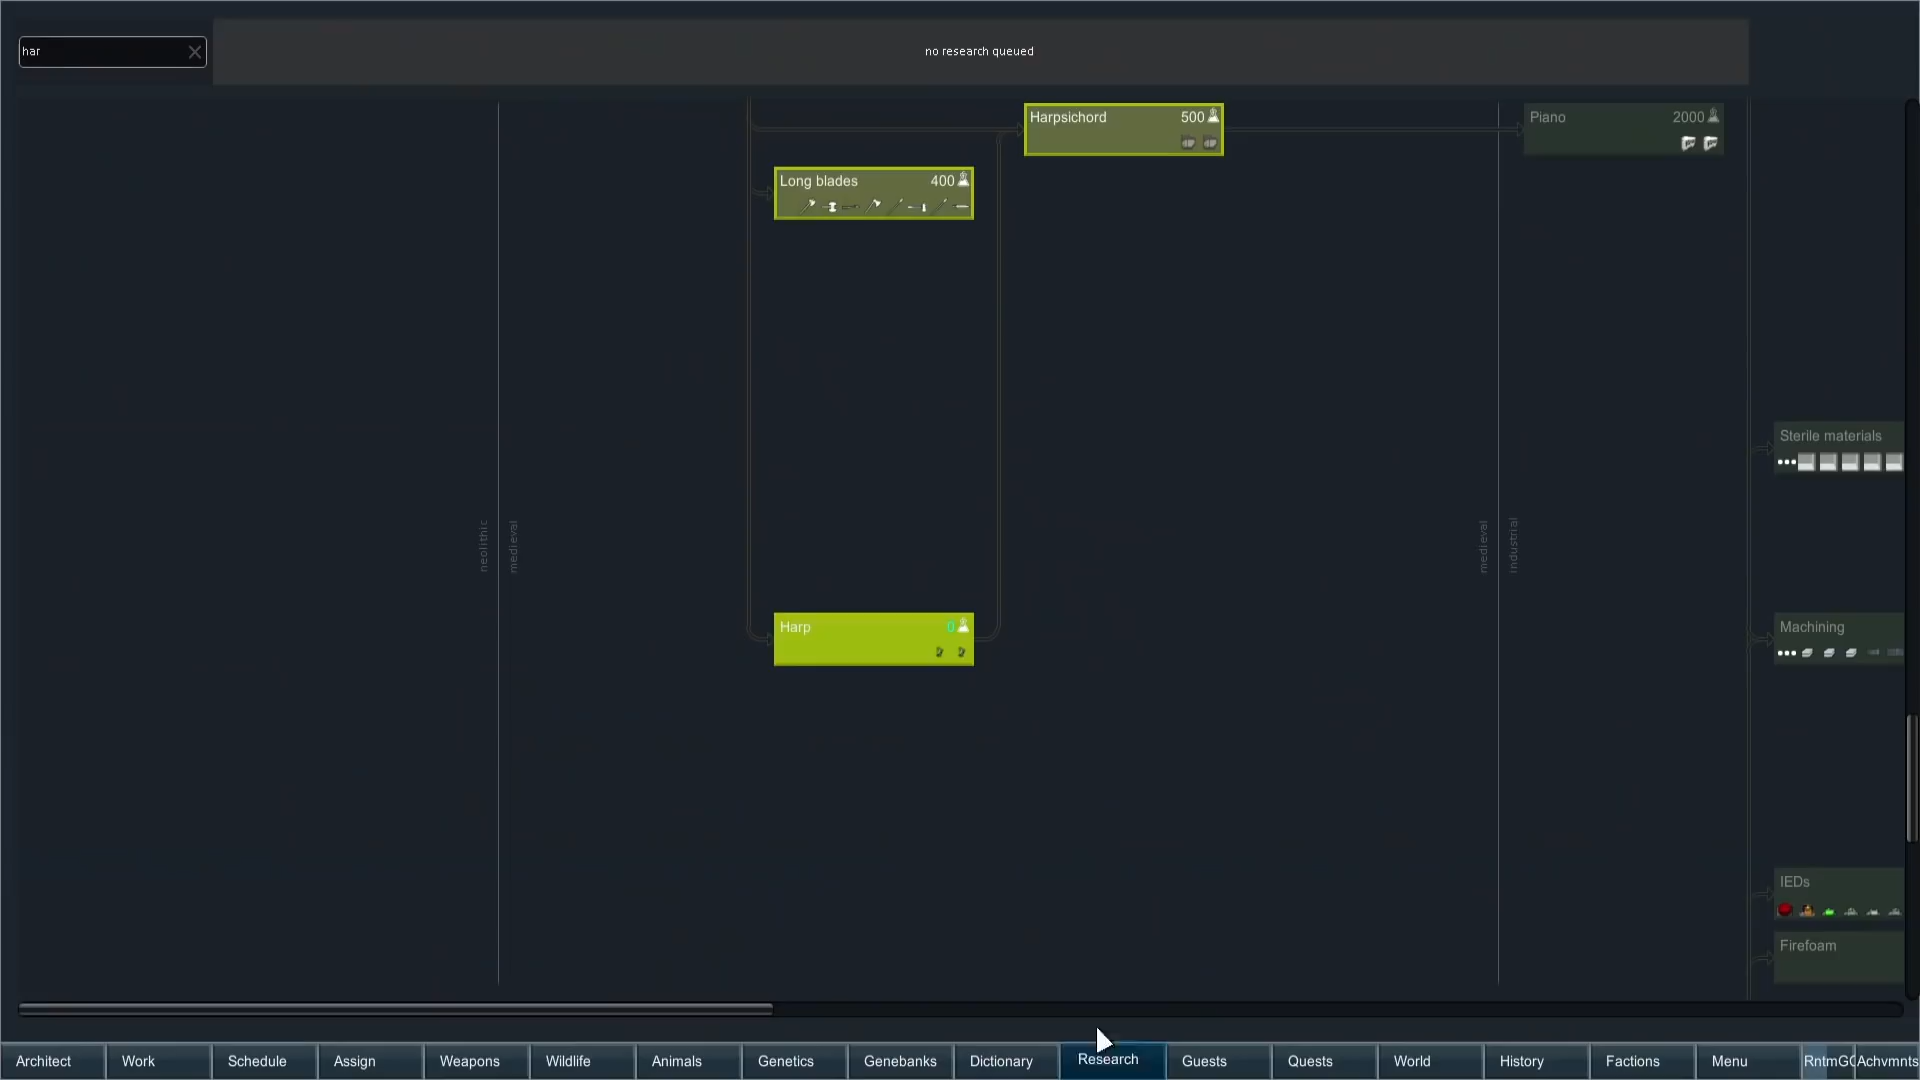 har
no research queued
Harpsichord 500
Piano 2000
Long blades 400
Sterile materials
neolithic
medieval
medieval
industrial
Harp 0
Machining
IEDs
Firefoam
Architect
Work
Schedule
Assign
Weapons
Wildlife
Animals
Genetics
Genebanks
Dictionary
Research
Guests
Quests
World
History
Factions
Menu
RntmGC
Achvmnts